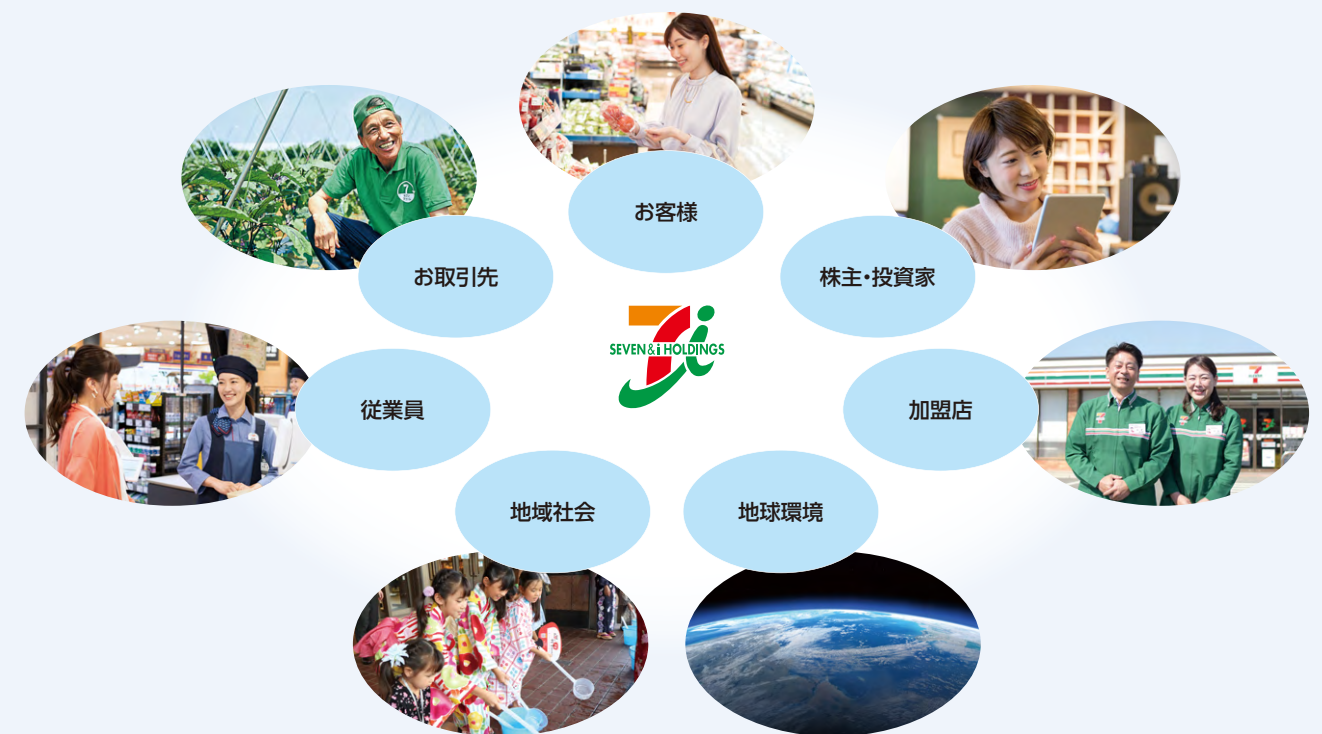 お客様
お取引先
株主・投資家
SEVEN&i HOLDINGS
従業員
加盟店
地域社会
地球環境